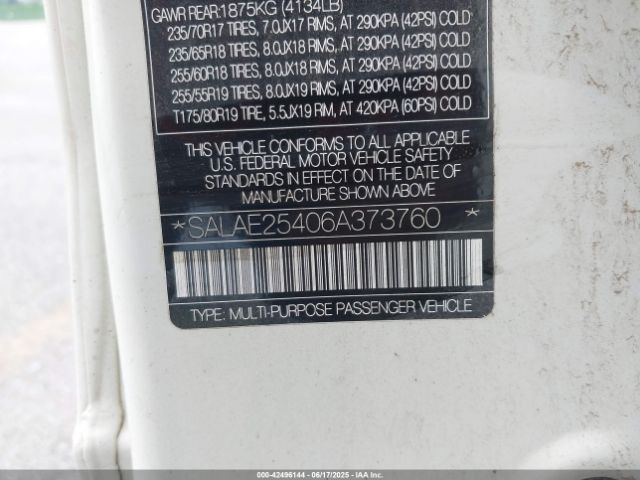 GAWR REAR:1875KG (4134LB)
235/70R17 TIRES, 7.0JX17 RIMS, AT 290KPA (42PSI) COLD
235/65R18 TIRES, 8.0JX18 RIMS, AT 290KPA (42PSI) COLD
255/60R18 TIRES, 8.0JX18 RIMS, AT 290KPA (42PSI) COLD
255/55R19 TIRES, 8.0JX19 RIMS, AT 290KPA (42PSI) COLD
T175/80R19 TIRE, 5.5JX19 RIM, AT 420KPA (60PSI) COLD
THIS VEHICLE CONFORMS TO ALL APPLICABLE
U.S. FEDERAL MOTOR VEHICLE SAFETY
STANDARDS IN EFFECT ON THE DATE OF
MANUFACTURE SHOWN ABOVE
*SALAE25406A373760 *
TYPE: MULTI-PURPOSE PASSENGER VEHICLE
000-42496144 - 06/17/2025 - IAAI.COM